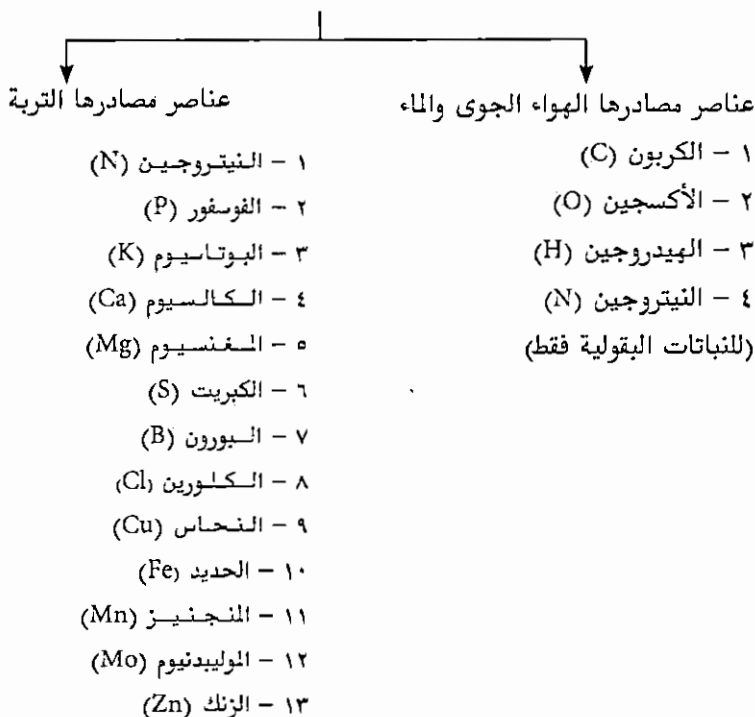 عناصر مصادرها الهواء الجوى والماء
١ - الكربون (C)
٢ - الأكسجين (O)
٣ - الهيدروجين (H)
٤ - النيتروجين (N)
(للنباتات البقولية فقط)
عناصر مصادرها التربة
١ - النيتروجين (N)
٢ - الفوسفور (P)
٣ - البوتاسيوم (K)
٤ - الكالسيوم (Ca)
٥ - المغنسيوم (Mg)
٦ - الكبريت (S)
٧ - البورون (B)
٨ - الكلورين (Cl)
٩ - النحاس (Cu)
١٠ - الحديد (Fe)
١١ - المنجنيز (Mn)
١٢ - الموليبدنيوم (Mo)
١٣ - الزنك (Zn)